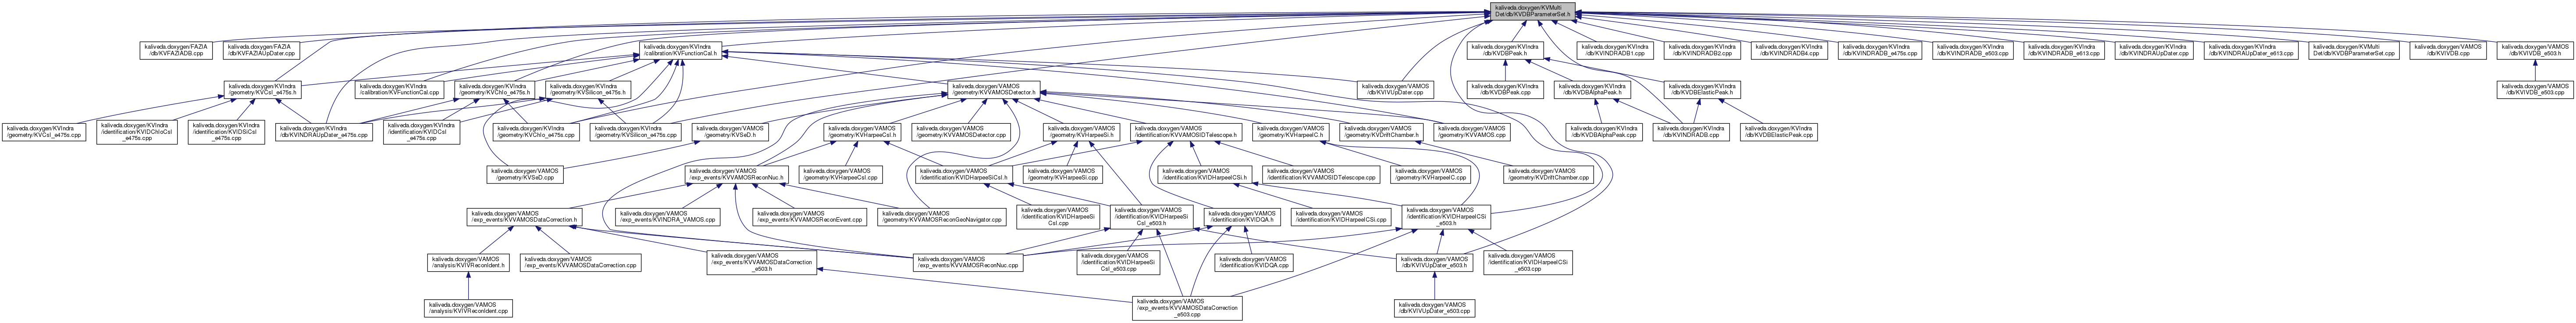 kaliveda.doxygen/KVMulti
Det/db/KVDBParameterSet.h
kaliveda.doxygen/FAZIA
/db/KVFAZIADB.cpp
kaliveda.doxygen/FAZIA
/db/KVFAZIAUpDater.cpp
kaliveda.doxygen/KVIndra
/calibration/KVFunctionCal.h
kaliveda.doxygen/KVIndra
/db/KVDBPeak.h
kaliveda.doxygen/KVIndra
/db/KVINDRADB1.cpp
kaliveda.doxygen/KVIndra
/db/KVINDRADB2.cpp
kaliveda.doxygen/KVIndra
/db/KVINDRADB4.cpp
kaliveda.doxygen/KVIndra
/db/KVINDRADB_e475s.cpp
kaliveda.doxygen/KVIndra
/db/KVINDRADB_e503.cpp
kaliveda.doxygen/KVIndra
/db/KVINDRADB_e613.cpp
kaliveda.doxygen/KVIndra
/db/KVINDRAUpDater.cpp
kaliveda.doxygen/KVIndra
/db/KVINDRAUpDater_e613.cpp
kaliveda.doxygen/KVMulti
Det/db/KVDBParameterSet.cpp
kaliveda.doxygen/VAMOS
/db/KVIVDB.cpp
kaliveda.doxygen/VAMOS
/db/KVIVDB_e503.h
kaliveda.doxygen/KVIndra
/geometry/KVCsI_e475s.h
kaliveda.doxygen/KVIndra
/calibration/KVFunctionCal.cpp
kaliveda.doxygen/KVIndra
/geometry/KVChIo_e475s.h
kaliveda.doxygen/KVIndra
/geometry/KVSilicon_e475s.h
kaliveda.doxygen/VAMOS
/geometry/KVVAMOSDetector.h
kaliveda.doxygen/VAMOS
/db/KVIVUpDater.cpp
kaliveda.doxygen/KVIndra
/db/KVDBPeak.cpp
kaliveda.doxygen/KVIndra
/db/KVDBAlphaPeak.h
kaliveda.doxygen/KVIndra
/db/KVDBElasticPeak.h
kaliveda.doxygen/VAMOS
/db/KVIVDB_e503.cpp
kaliveda.doxygen/KVIndra
/geometry/KVCsI_e475s.cpp
kaliveda.doxygen/KVIndra
/identification/KVIDChIoCsI
_e475s.cpp
kaliveda.doxygen/KVIndra
/identification/KVIDSiCsI
_e475s.cpp
kaliveda.doxygen/KVIndra
/db/KVINDRAUpDater_e475s.cpp
kaliveda.doxygen/KVIndra
/identification/KVIDCsI
_e475s.cpp
kaliveda.doxygen/KVIndra
/geometry/KVChIo_e475s.cpp
kaliveda.doxygen/KVIndra
/geometry/KVSilicon_e475s.cpp
kaliveda.doxygen/VAMOS
/geometry/KVSeD.h
kaliveda.doxygen/VAMOS
/geometry/KVHarpeeCsI.h
kaliveda.doxygen/VAMOS
/geometry/KVVAMOSDetector.cpp
kaliveda.doxygen/VAMOS
/geometry/KVHarpeeSi.h
kaliveda.doxygen/VAMOS
/identification/KVVAMOSIDTelescope.h
kaliveda.doxygen/VAMOS
/geometry/KVHarpeeIC.h
kaliveda.doxygen/VAMOS
/geometry/KVDriftChamber.h
kaliveda.doxygen/VAMOS
/geometry/KVVAMOS.cpp
kaliveda.doxygen/KVIndra
/db/KVDBAlphaPeak.cpp
kaliveda.doxygen/KVIndra
/db/KVINDRADB.cpp
kaliveda.doxygen/KVIndra
/db/KVDBElasticPeak.cpp
kaliveda.doxygen/VAMOS
/geometry/KVSeD.cpp
kaliveda.doxygen/VAMOS
/exp_events/KVVAMOSReconNuc.h
kaliveda.doxygen/VAMOS
/geometry/KVHarpeeCsI.cpp
kaliveda.doxygen/VAMOS
/identification/KVIDHarpeeSiCsI.h
kaliveda.doxygen/VAMOS
/geometry/KVHarpeeSi.cpp
kaliveda.doxygen/VAMOS
/identification/KVIDHarpeeICSi.h
kaliveda.doxygen/VAMOS
/identification/KVVAMOSIDTelescope.cpp
kaliveda.doxygen/VAMOS
/geometry/KVHarpeeIC.cpp
kaliveda.doxygen/VAMOS
/geometry/KVDriftChamber.cpp
kaliveda.doxygen/VAMOS
/exp_events/KVVAMOSDataCorrection.h
kaliveda.doxygen/VAMOS
/exp_events/KVINDRA_VAMOS.cpp
kaliveda.doxygen/VAMOS
/exp_events/KVVAMOSReconEvent.cpp
kaliveda.doxygen/VAMOS
/geometry/KVVAMOSReconGeoNavigator.cpp
kaliveda.doxygen/VAMOS
/identification/KVIDHarpeeSi
CsI.cpp
kaliveda.doxygen/VAMOS
/identification/KVIDHarpeeSi
CsI_e503.h
kaliveda.doxygen/VAMOS
/identification/KVIDQA.h
kaliveda.doxygen/VAMOS
/identification/KVIDHarpeeICSi.cpp
kaliveda.doxygen/VAMOS
/identification/KVIDHarpeeICSi
_e503.h
kaliveda.doxygen/VAMOS
/analysis/KVIVReconIdent.h
kaliveda.doxygen/VAMOS
/exp_events/KVVAMOSDataCorrection.cpp
kaliveda.doxygen/VAMOS
/exp_events/KVVAMOSDataCorrection
_e503.h
kaliveda.doxygen/VAMOS
/exp_events/KVVAMOSReconNuc.cpp
kaliveda.doxygen/VAMOS
/identification/KVIDHarpeeSi
CsI_e503.cpp
kaliveda.doxygen/VAMOS
/identification/KVIDQA.cpp
kaliveda.doxygen/VAMOS
/db/KVIVUpDater_e503.h
kaliveda.doxygen/VAMOS
/identification/KVIDHarpeeICSi
_e503.cpp
kaliveda.doxygen/VAMOS
/analysis/KVIVReconIdent.cpp
kaliveda.doxygen/VAMOS
/exp_events/KVVAMOSDataCorrection
_e503.cpp
kaliveda.doxygen/VAMOS
/db/KVIVUpDater_e503.cpp